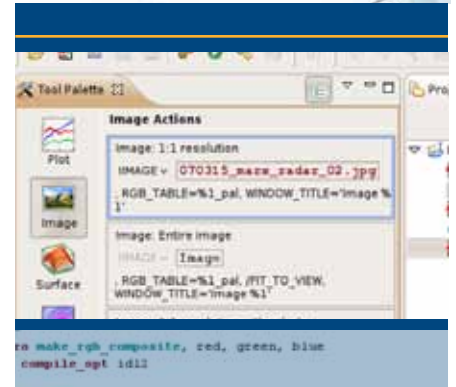 Tool Palette
Image Actions
Plot
Image: 1:1 resolution
IMAGE 070315_mars_radar_02.jpg
, RGB_TABLE=%1_pal, WINDOW_TITLE='Image %
1'
Image
Image: Entire image
IMAGE Image
Surface
, RGB_TABLE=%1_pal, /FIT_TO_VIEW,
WINDOW_TITLE='Image %1'
make_rgb_composite, red, green, blue
compile_opt idl2